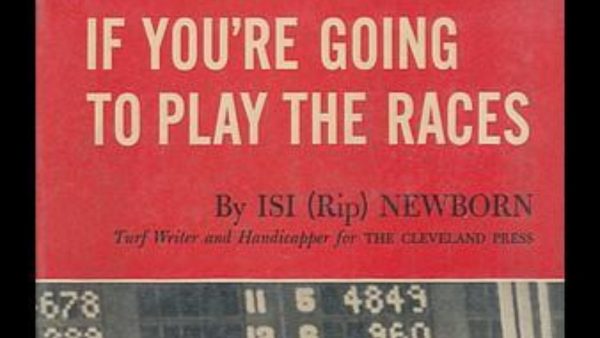 IF YOU'RE GOING
TO PLAY THE RACES
By ISI (Rip) NEWBORN
Turf Writer and Handicapper for THE CLEVELAND PRESS
678 11 5 4849
960